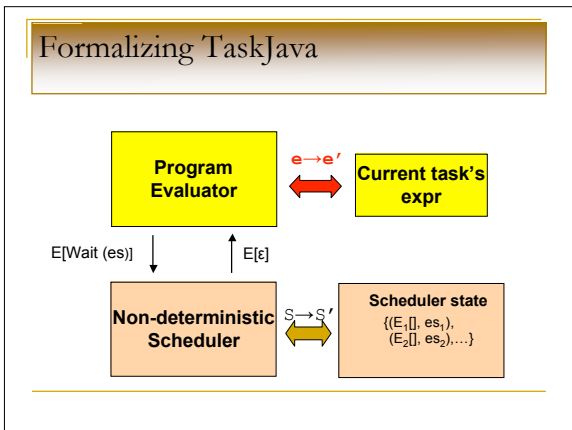 Formalizing TaskJava
Program
Evaluator
e→e′
Current task's
expr
E[Wait (es)]
E[ε]
Non-deterministic
Scheduler
S→S′
Scheduler state
{(E₁[], es₁),
(E₂[], es₂),…}